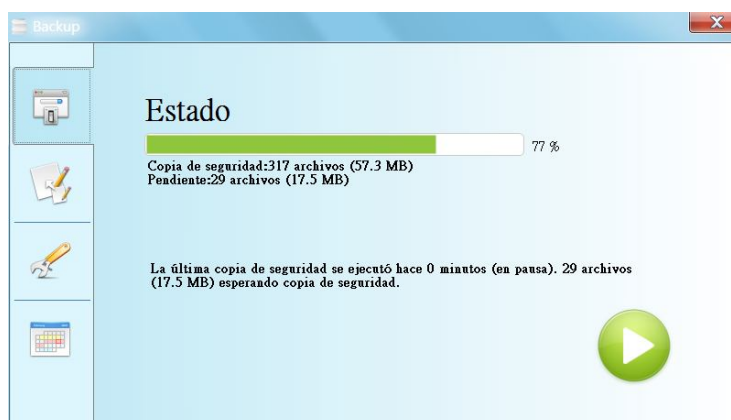 Backup
Estado
77 %
Copia de seguridad:317 archivos (57.3 MB)
Pendiente:29 archivos (17.5 MB)
La última copia de seguridad se ejecutó hace 0 minutos (en pausa). 29 archivos
(17.5 MB) esperando copia de seguridad.